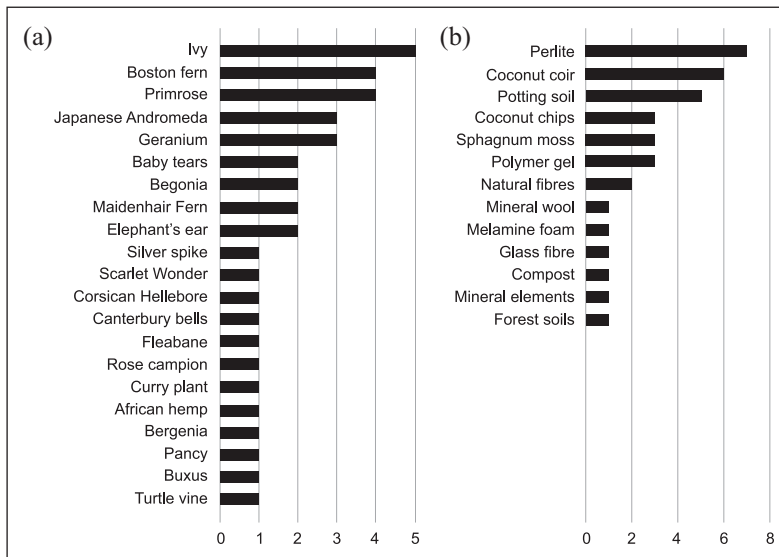 (a)
Ivy
Boston fern
Primrose
Japanese Andromeda
Geranium
Baby tears
Begonia
Maidenhair Fern
Elephant's ear
Silver spike
Scarlet Wonder
Corsican Hellebore
Canterbury bells
Fleabane
Rose campion
Curry plant
African hemp
Bergenia
Pancy
Buxus
Turtle vine
0 1 2 3 4 5
(b)
Perlite
Coconut coir
Potting soil
Coconut chips
Sphagnum moss
Polymer gel
Natural fibres
Mineral wool
Melamine foam
Glass fibre
Compost
Mineral elements
Forest soils
0 2 4 6 8